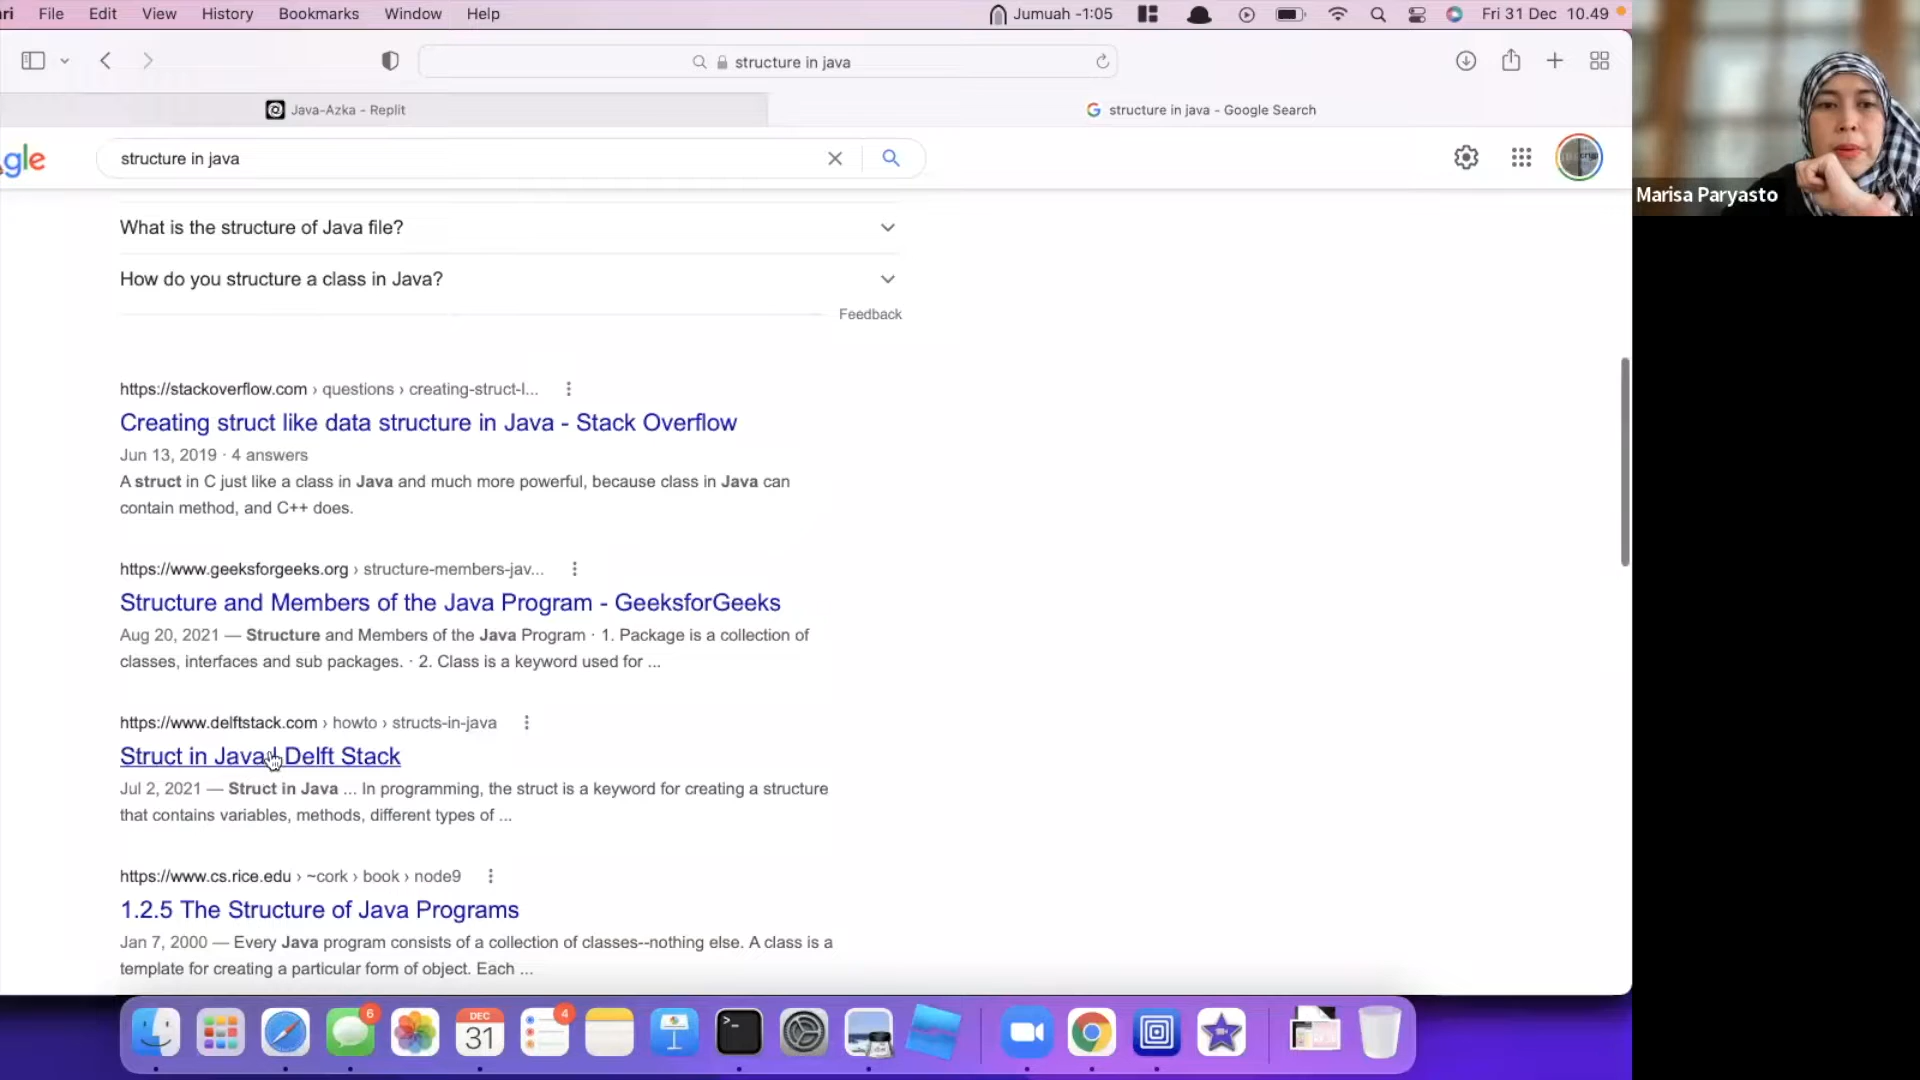 File Edit View History Bookmarks Window Help
Jumuah -1:05
Fri 31 Dec 10.49
structure in java
Java-Azka - Replit
structure in java - Google Search
gle
structure in java
Marisa Paryasto
What is the structure of Java file?
How do you structure a class in Java?
Feedback
https://stackoverflow.com › questions › creating-struct-l...
Creating struct like data structure in Java - Stack Overflow
Jun 13, 2019 · 4 answers
A struct in C just like a class in Java and much more powerful, because class in Java can
contain method, and C++ does.
https://www.geeksforgeeks.org › structure-members-jav...
Structure and Members of the Java Program - GeeksforGeeks
Aug 20, 2021 — Structure and Members of the Java Program · 1. Package is a collection of
classes, interfaces and sub packages. · 2. Class is a keyword used for ...
https://www.delftstack.com › howto › structs-in-java
Struct in Java | Delft Stack
Jul 2, 2021 — Struct in Java ... In programming, the struct is a keyword for creating a structure
that contains variables, methods, different types of ...
https://www.cs.rice.edu › ~cork › book › node9
1.2.5 The Structure of Java Programs
Jan 7, 2000 — Every Java program consists of a collection of classes--nothing else. A class is a
template for creating a particular form of object. Each ...
6
DEC
31
4